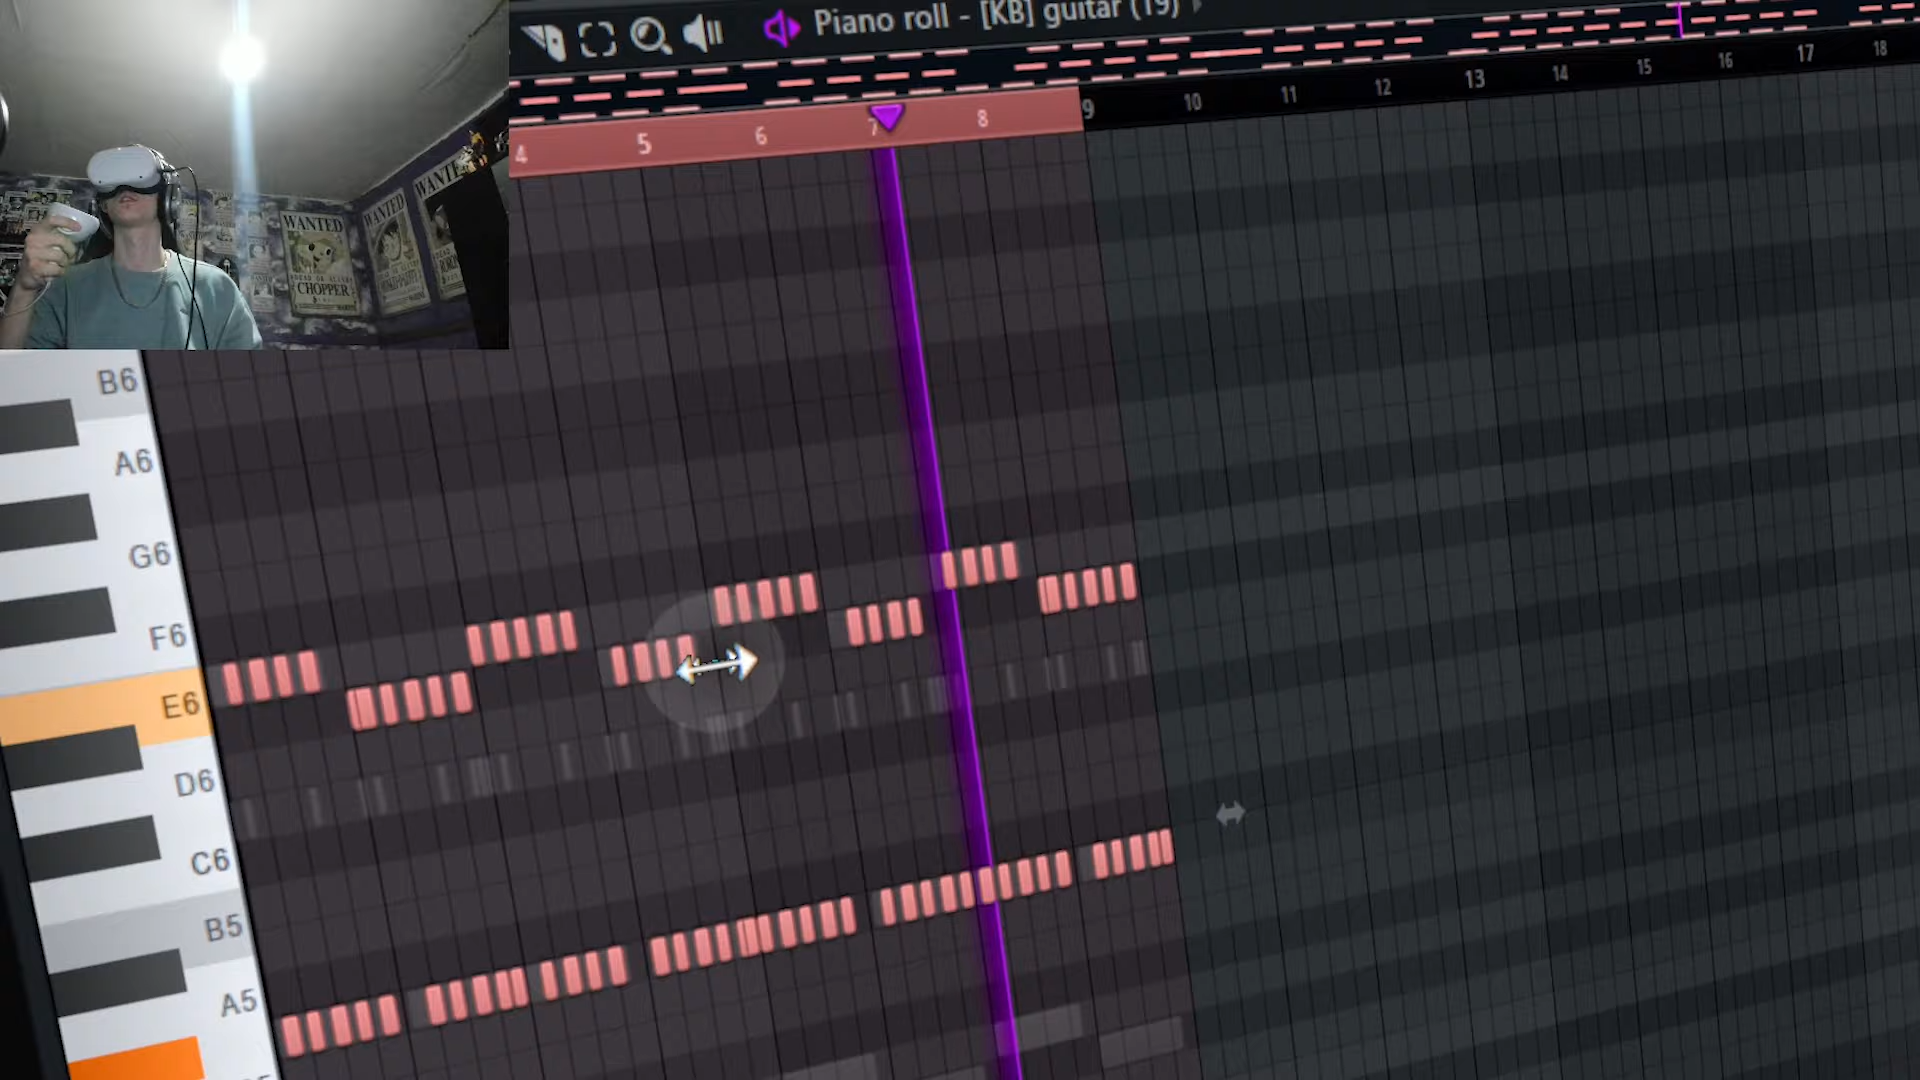 Piano roll - [KB] guitar (19)
4 5 6 7 8 9 10 11 12 13 14 15 16 17 18
WANTED
CHOPPER
WANTED
WANTE
B6
A6
G6
F6
E6
D6
C6
B5
A5